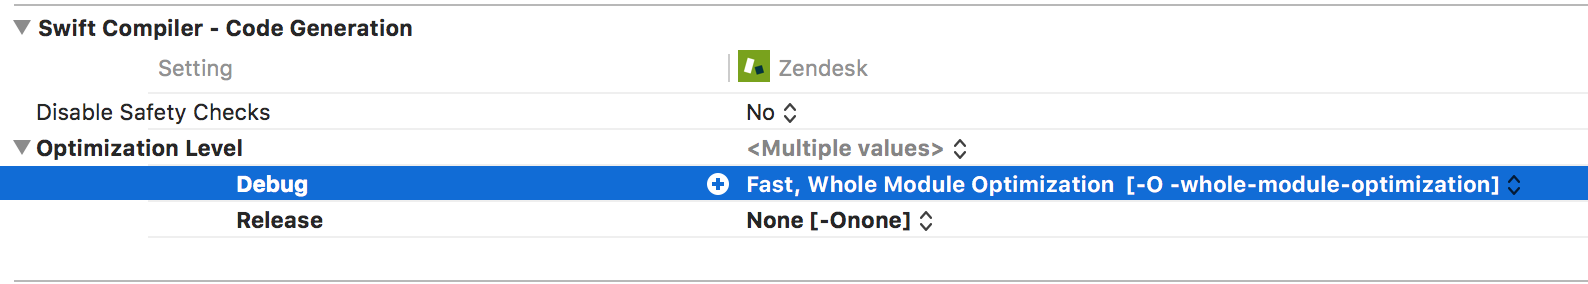 Swift Compiler - Code Generation
Setting Zendesk
Disable Safety Checks No
Optimization Level <Multiple values>
Debug Fast, Whole Module Optimization [-O -whole-module-optimization]
Release None [-Onone]